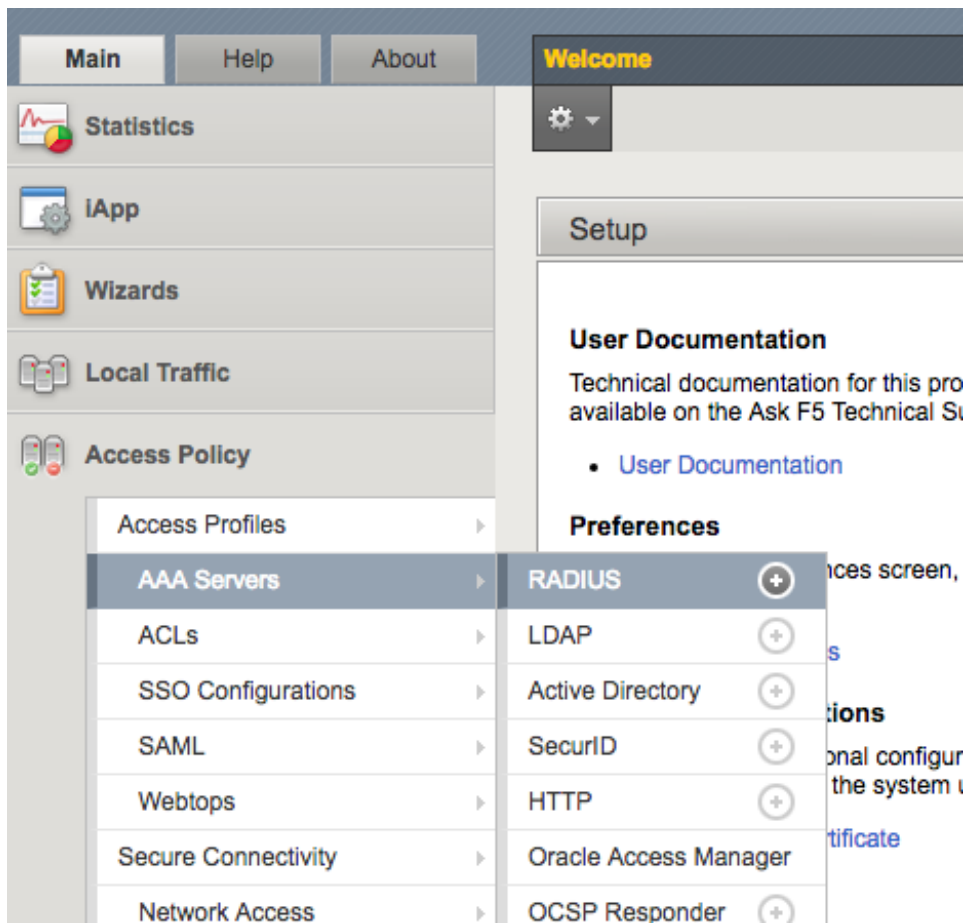 Main
Help
About
Statistics
iApp
Wizards
Local Traffic
Access Policy
Access Profiles
AAA Servers
ACLs
SSO Configurations
SAML
Webtops
Secure Connectivity
Network Access
RADIUS
LDAP
Active Directory
SecurID
HTTP
Oracle Access Manager
OCSP Responder
Welcome
Setup
User Documentation
Technical documentation for this pro
available on the Ask F5 Technical Su
• User Documentation
Preferences
nces screen,
s
tions
onal configur
the system u
tificate